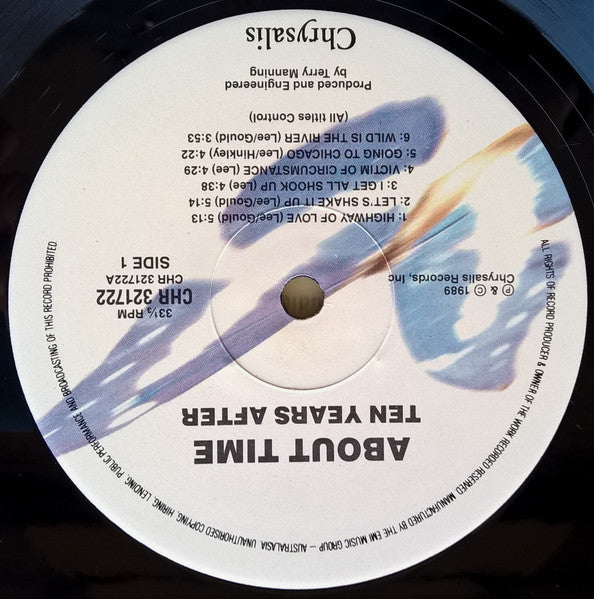 ABOUT TIME
TEN YEARS AFTER
33⅓ RPM
CHR 321722
CHR 321722A
SIDE 1
℗ & © 1989
Chrysalis Records, Inc
1: HIGHWAY OF LOVE (Lee/Gould) 5:13
2: LET'S SHAKE IT UP (Lee/Gould) 5:14
3: I GET ALL SHOOK UP (Lee) 4:38
4: VICTIM OF CIRCUMSTANCE (Lee) 4:29
5: GOING TO CHICAGO (Lee/Hinkley) 4:22
6: WILD IS THE RIVER (Lee/Gould) 3:53
(All titles Control)
Produced and Engineered
by Terry Manning
Chrysalis
ALL RIGHTS OF RECORD PRODUCER & OWNER OF THE WORK RECORDED RESERVED. MANUFACTURED BY THE EMI MUSIC GROUP – AUSTRALASIA UNAUTHORISED COPYING, HIRING, LENDING, PUBLIC PERFORMANCE AND BROADCASTING OF THIS RECORD PROHIBITED